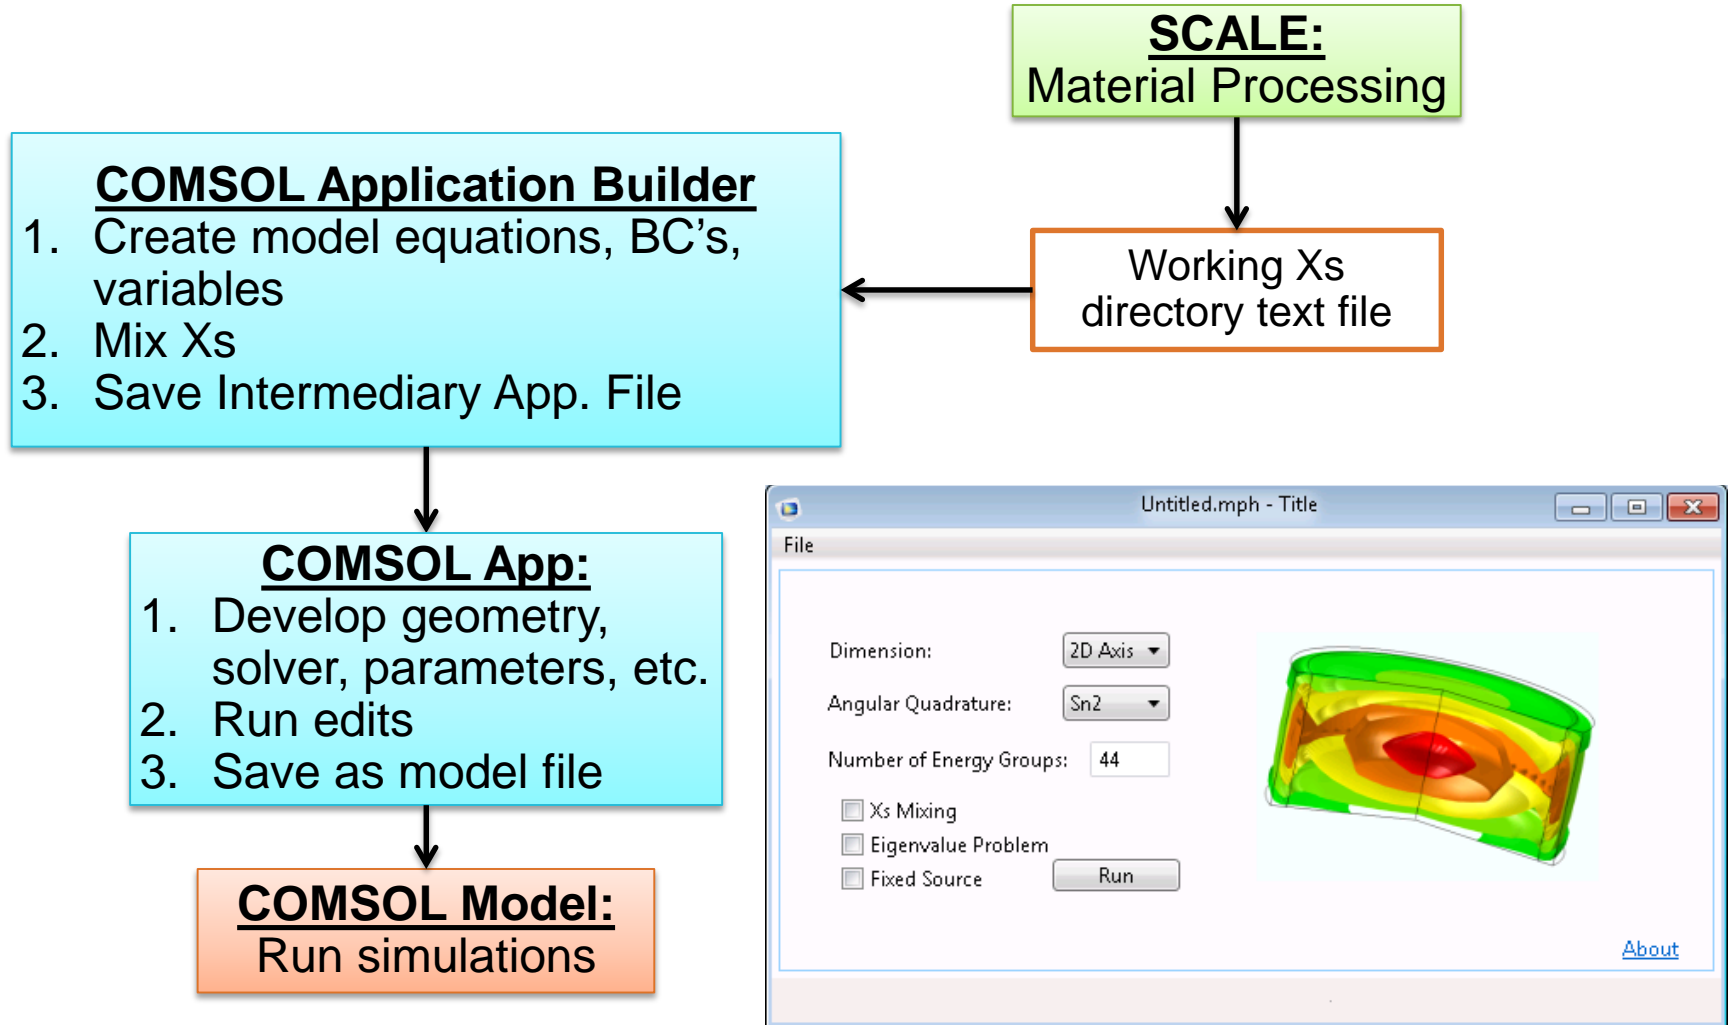 SCALE:
Material Processing
COMSOL Application Builder
1. Create model equations, BC's,
variables
2. Mix Xs
3. Save Intermediary App. File
Working Xs
directory text file
COMSOL App:
1. Develop geometry,
solver, parameters, etc.
2. Run edits
3. Save as model file
COMSOL Model:
Run simulations
Untitled.mph - Title
File
Dimension: 2D Axis
Angular Quadrature: Sn2
Number of Energy Groups: 44
Xs Mixing
Eigenvalue Problem
Fixed Source Run
About